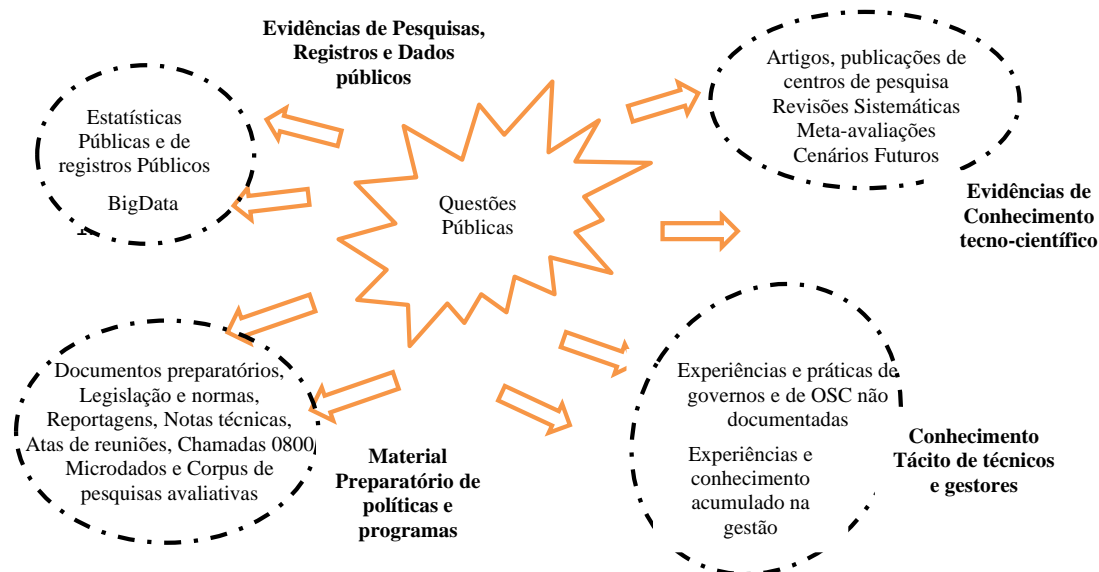 Evidências de Pesquisas,
Registros e Dados
públicos
Estatísticas
Públicas e de
registros Públicos
BigData
Questões
Públicas
Artigos, publicações de
centros de pesquisa
Revisões Sistemáticas
Meta-avaliações
Cenários Futuros
Evidências de
Conhecimento
tecno-científico
Documentos preparatórios,
Legislação e normas,
Reportagens, Notas técnicas,
Atas de reuniões, Chamadas 0800
Microdados e Corpus de
pesquisas avaliativas
Material
Preparatório de
políticas e
programas
Experiências e práticas de
governos e de OSC não
documentadas
Experiências e
conhecimento
acumulado na
gestão
Conhecimento
Tácito de técnicos
e gestores